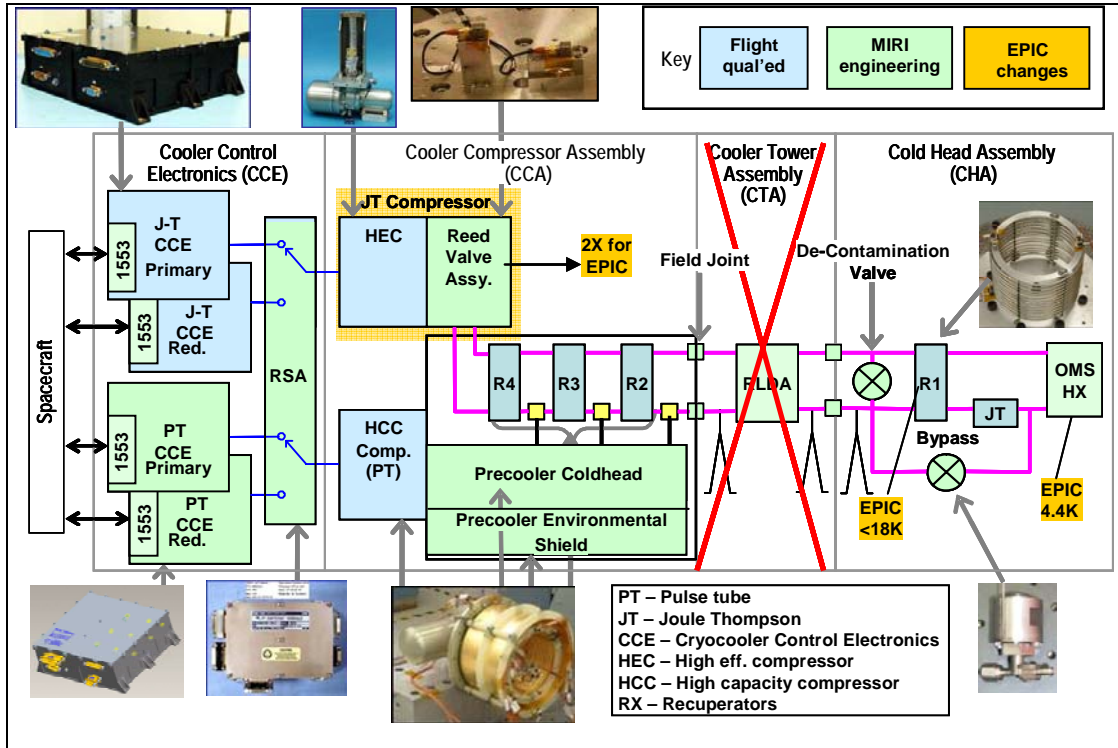 Key
Flight
qual'ed
MIRI
engineering
EPIC
changes
Cooler Control
Electronics (CCE)
Cooler Compressor Assembly
(CCA)
Cooler Tower
Assembly
(CTA)
Cold Head Assembly
(CHA)
Spacecraft
1553
J-T
CCE
Primary
1553
J-T
CCE
Red.
1553
PT
CCE
Primary
1553
PT
CCE
Red.
RSA
JT Compressor
HEC
Reed
Valve
Assy.
2X for
EPIC
Field Joint
De-Contamination
Valve
R4
R3
R2
RLDA
R1
JT
OMS
HX
Bypass
HCC
Comp.
(PT)
Precooler Coldhead
Precooler Environmental
Shield
EPIC
<18K
EPIC
4.4K
PT – Pulse tube
JT – Joule Thompson
CCE – Cryocooler Control Electronics
HEC – High eff. compressor
HCC – High capacity compressor
RX – Recuperators